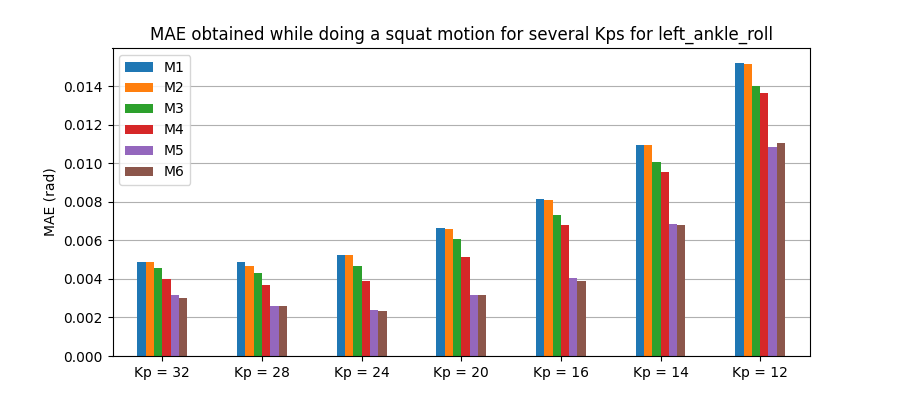 MAE obtained while doing a squat motion for several Kps for left_ankle_roll
M1
M2
M3
M4
M5
M6
MAE (rad)
0.014
0.012
0.010
0.008
0.006
0.004
0.002
0.000
Kp = 32 Kp = 28 Kp = 24 Kp = 20 Kp = 16 Kp = 14 Kp = 12